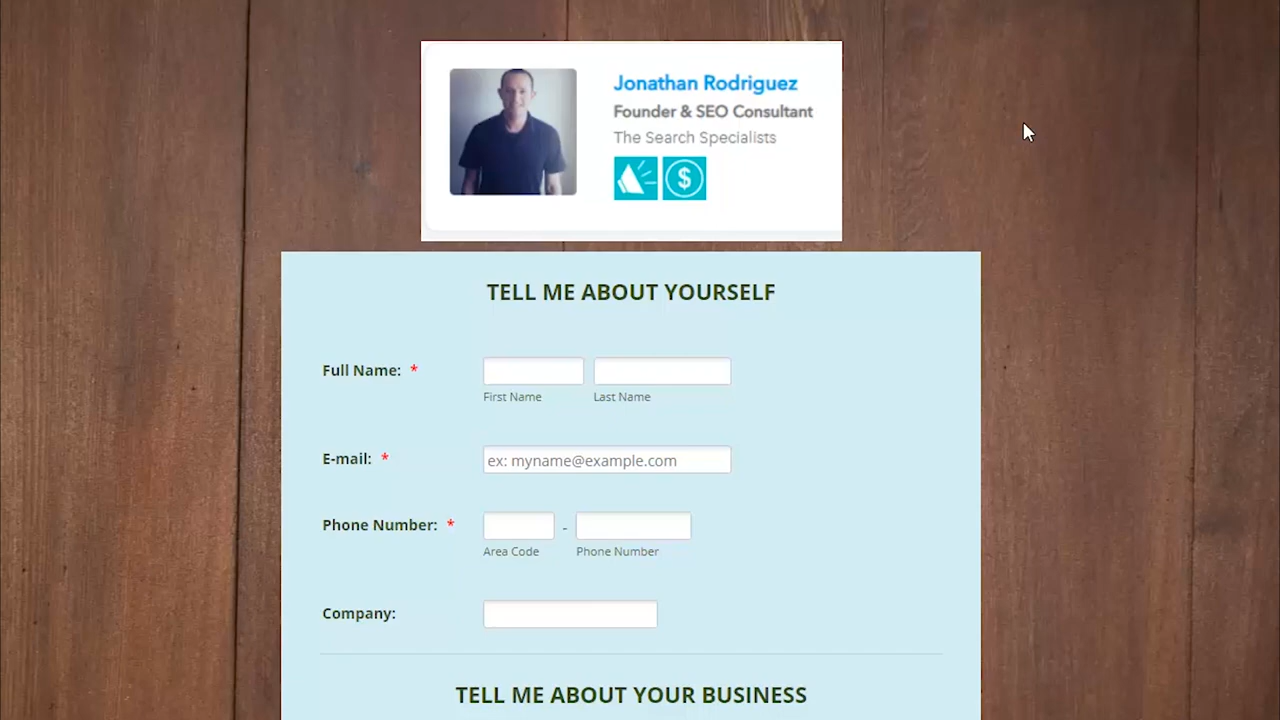 Jonathan Rodriguez
Founder & SEO Consultant
The Search Specialists
$
TELL ME ABOUT YOURSELF
Full Name: *
First Name Last Name
E-mail: * ex: myname@example.com
Phone Number: * -
Area Code Phone Number
Company:
TELL ME ABOUT YOUR BUSINESS